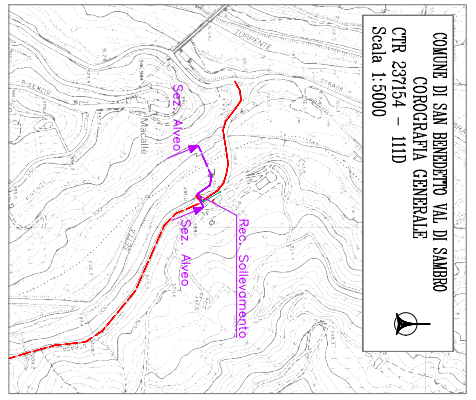 COMUNE DI SAN BENEDETTO VAL DI SAMBRO
COROGRAFIA GENERALE
CTR 237154 - 111D
Scala 1:5000
TORRENTE
Sez. Alveo
Macallè
Rec. Sollevamento
Sez. Alveo